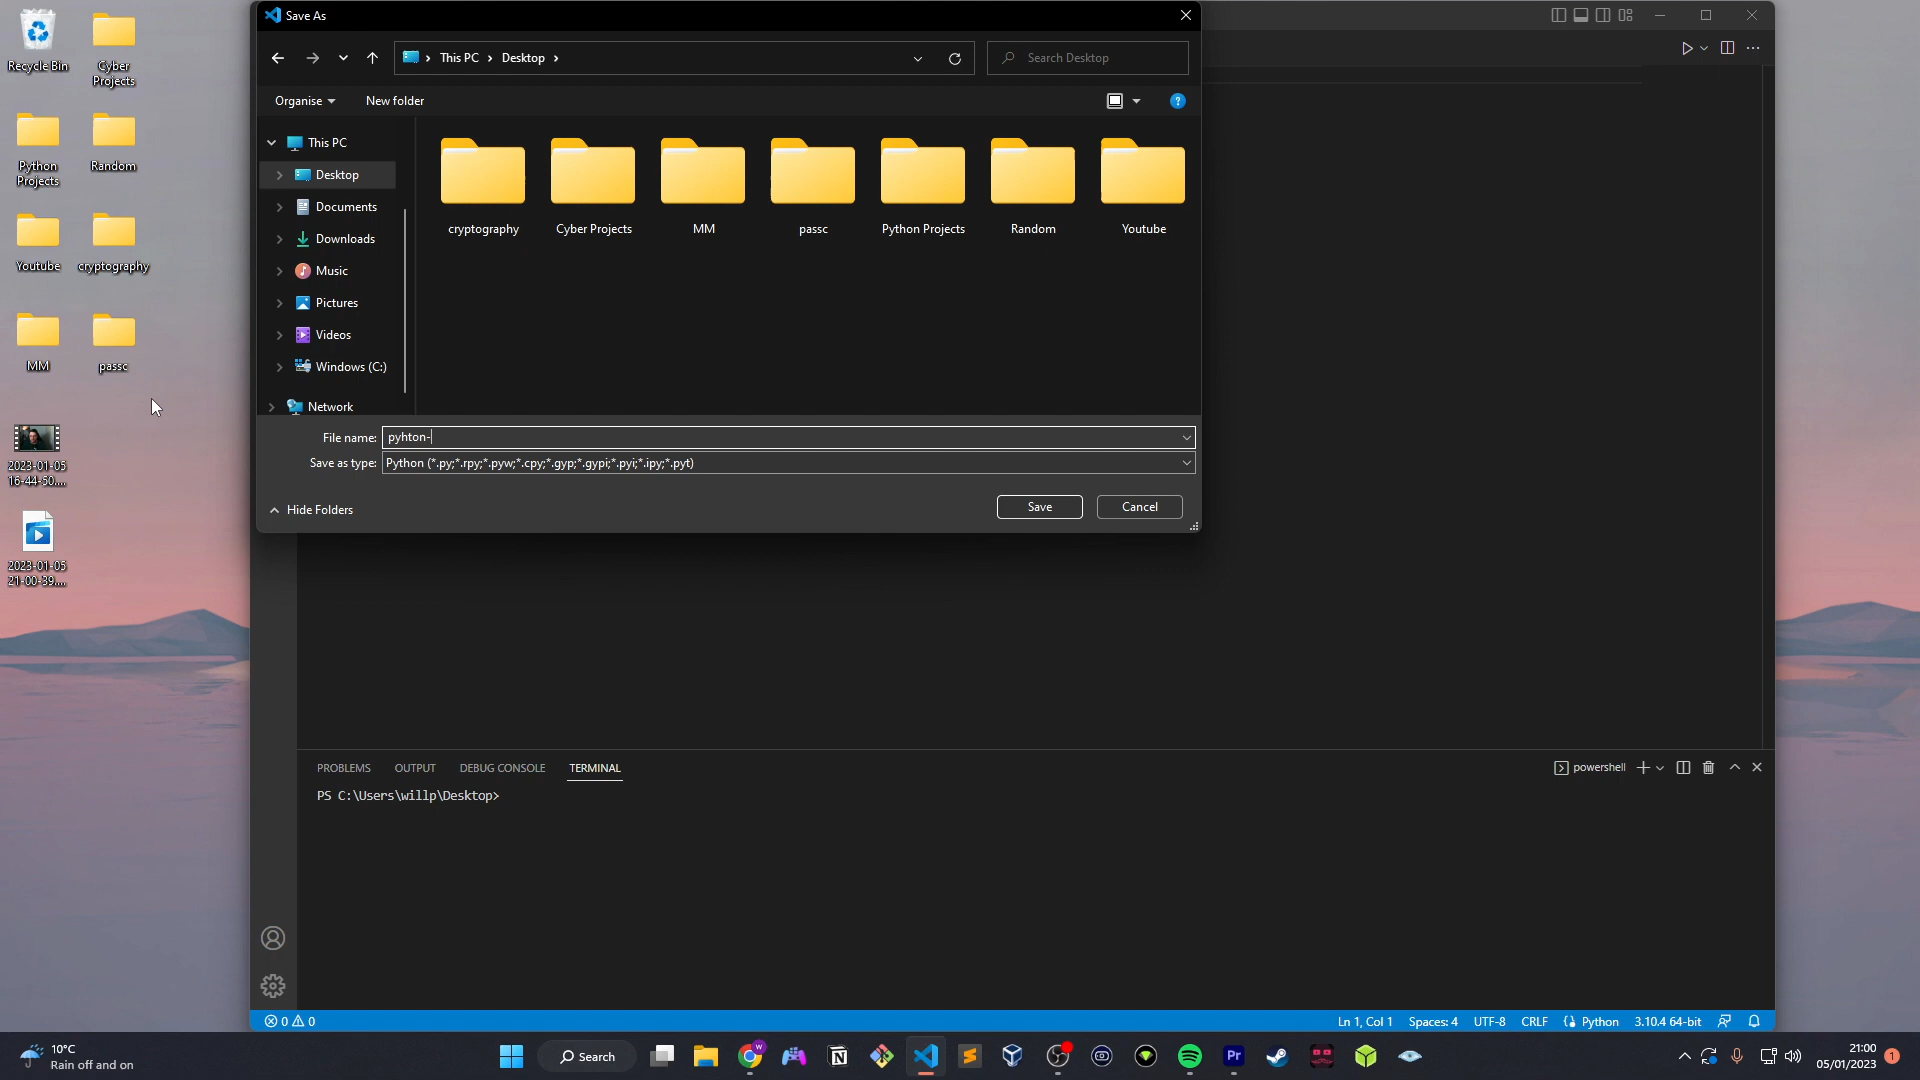 Recycle Bin
Cyber
Projects
Python
Projects
Random
Youtube
cryptography
MM
passc
2023-01-05
16-44-50....
2023-01-05
21-00-39....
Save As
This PC
Desktop
Search Desktop
Organise
New folder
This PC
Desktop
Documents
Downloads
Music
Pictures
Videos
Windows (C:)
Network
cryptography
Cyber Projects
MM
passc
Python Projects
Random
Youtube
File name: pyhton-
Save as type: Python (*.py;*.rpy;*.pyw;*.cpy;*.gyp;*.gypi;*.pyi;*.ipy;*.pyt)
Hide Folders
Save
Cancel
PROBLEMS
OUTPUT
DEBUG CONSOLE
TERMINAL
powershell
PS C:\Users\willp\Desktop>
0
0
Ln 1, Col 1
Spaces: 4
UTF-8
CRLF
Python
3.10.4 64-bit
10°C
Rain off and on
Search
W
N
Pr
21:00
05/01/2023
1